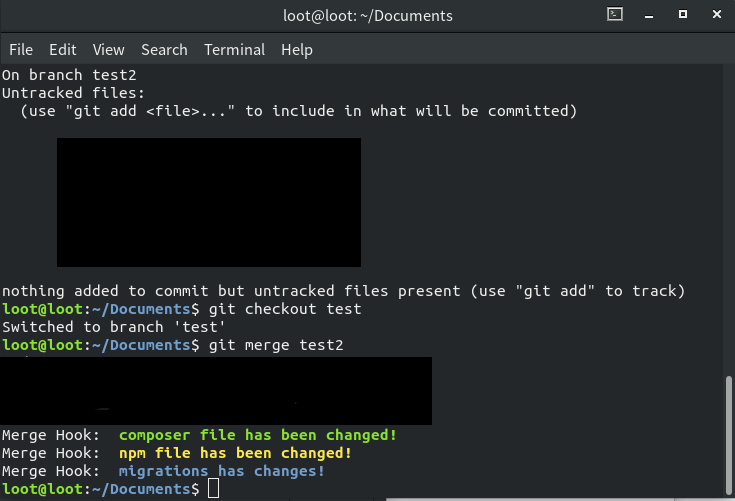 loot@loot: ~/Documents
File Edit View Search Terminal Help
On branch test2
Untracked files:
  (use "git add <file>..." to include in what will be committed)
nothing added to commit but untracked files present (use "git add" to track)
loot@loot:~/Documents$ git checkout test
Switched to branch 'test'
loot@loot:~/Documents$ git merge test2
Merge Hook:  composer file has been changed!
Merge Hook:  npm file has been changed!
Merge Hook:  migrations has changes!
loot@loot:~/Documents$